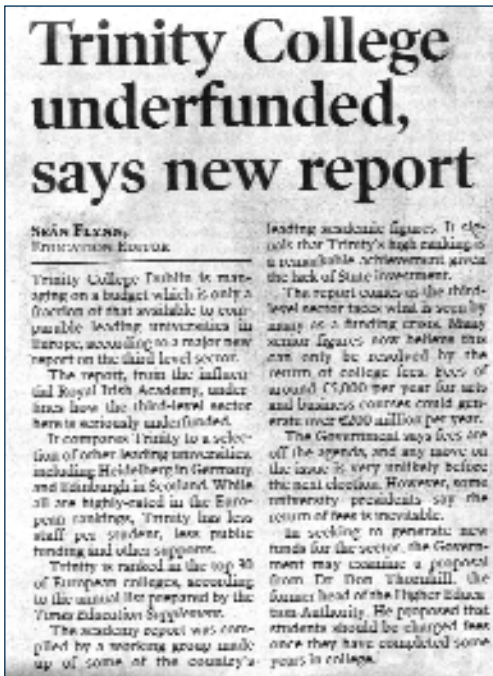 Trinity College
underfunded,
says new report
SEÁN FLYNN,
EDUCATION EDITOR
Trinity College Dublin is man-
aging on a budget which is only a
fraction of that available to com-
parable leading universities in
Europe, according to a major new
report on the third level sector.
The report, from the influen-
tial Royal Irish Academy, under-
lines how the third-level sector
here is seriously underfunded.
It compares Trinity to a selec-
tion of other leading universities,
including Heidelberg in Germany
and Edinburgh in Scotland. While
all are highly-rated in the Euro-
pean rankings, Trinity has less
staff per student, less public
funding and other supports.
Trinity is ranked in the top 30
of European colleges, according
to the annual list prepared by the
Times Education Supplement.
The academy report was com-
piled by a working group made
up of some of the country's
leading academic figures. It sig-
nals that Trinity's high ranking is
a remarkable achievement given
the lack of State investment.
The report comes as the third-
level sector faces what is seen by
many as a funding crisis. Many
senior figures now believe this
can only be resolved by the
return of college fees. Fees of
around €5,000 per year for arts
and business courses could gen-
erate over €200 million per year.
The Government says fees are
off the agenda, and any move on
the issue is very unlikely before
the next election. However, some
university presidents say the
return of fees is inevitable.
In seeking to generate new
funds for the sector, the Govern-
ment may examine a proposal
from Dr Don Thornhill, the
former head of the Higher Educa-
tion Authority. He proposed that
students should be charged fees
once they have completed some
years in college.